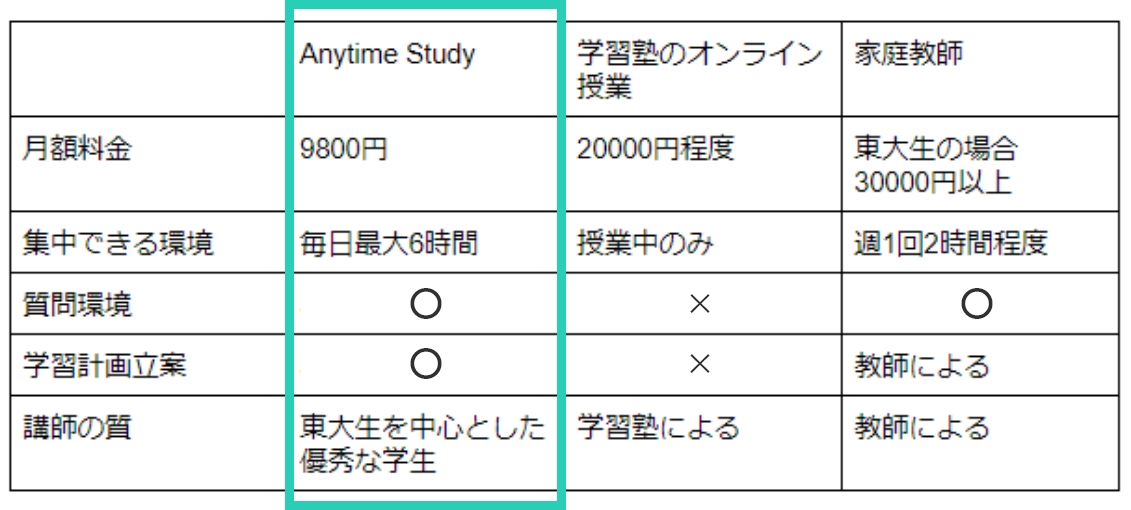 Anytime Study
学習塾のオンライン
授業
家庭教師
月額料金
9800円
20000円程度
東大生の場合
30000円以上
集中できる環境
毎日最大6時間
授業中のみ
週1回2時間程度
質問環境
〇
×
〇
学習計画立案
〇
×
教師による
講師の質
東大生を中心とした
優秀な学生
学習塾による
教師による